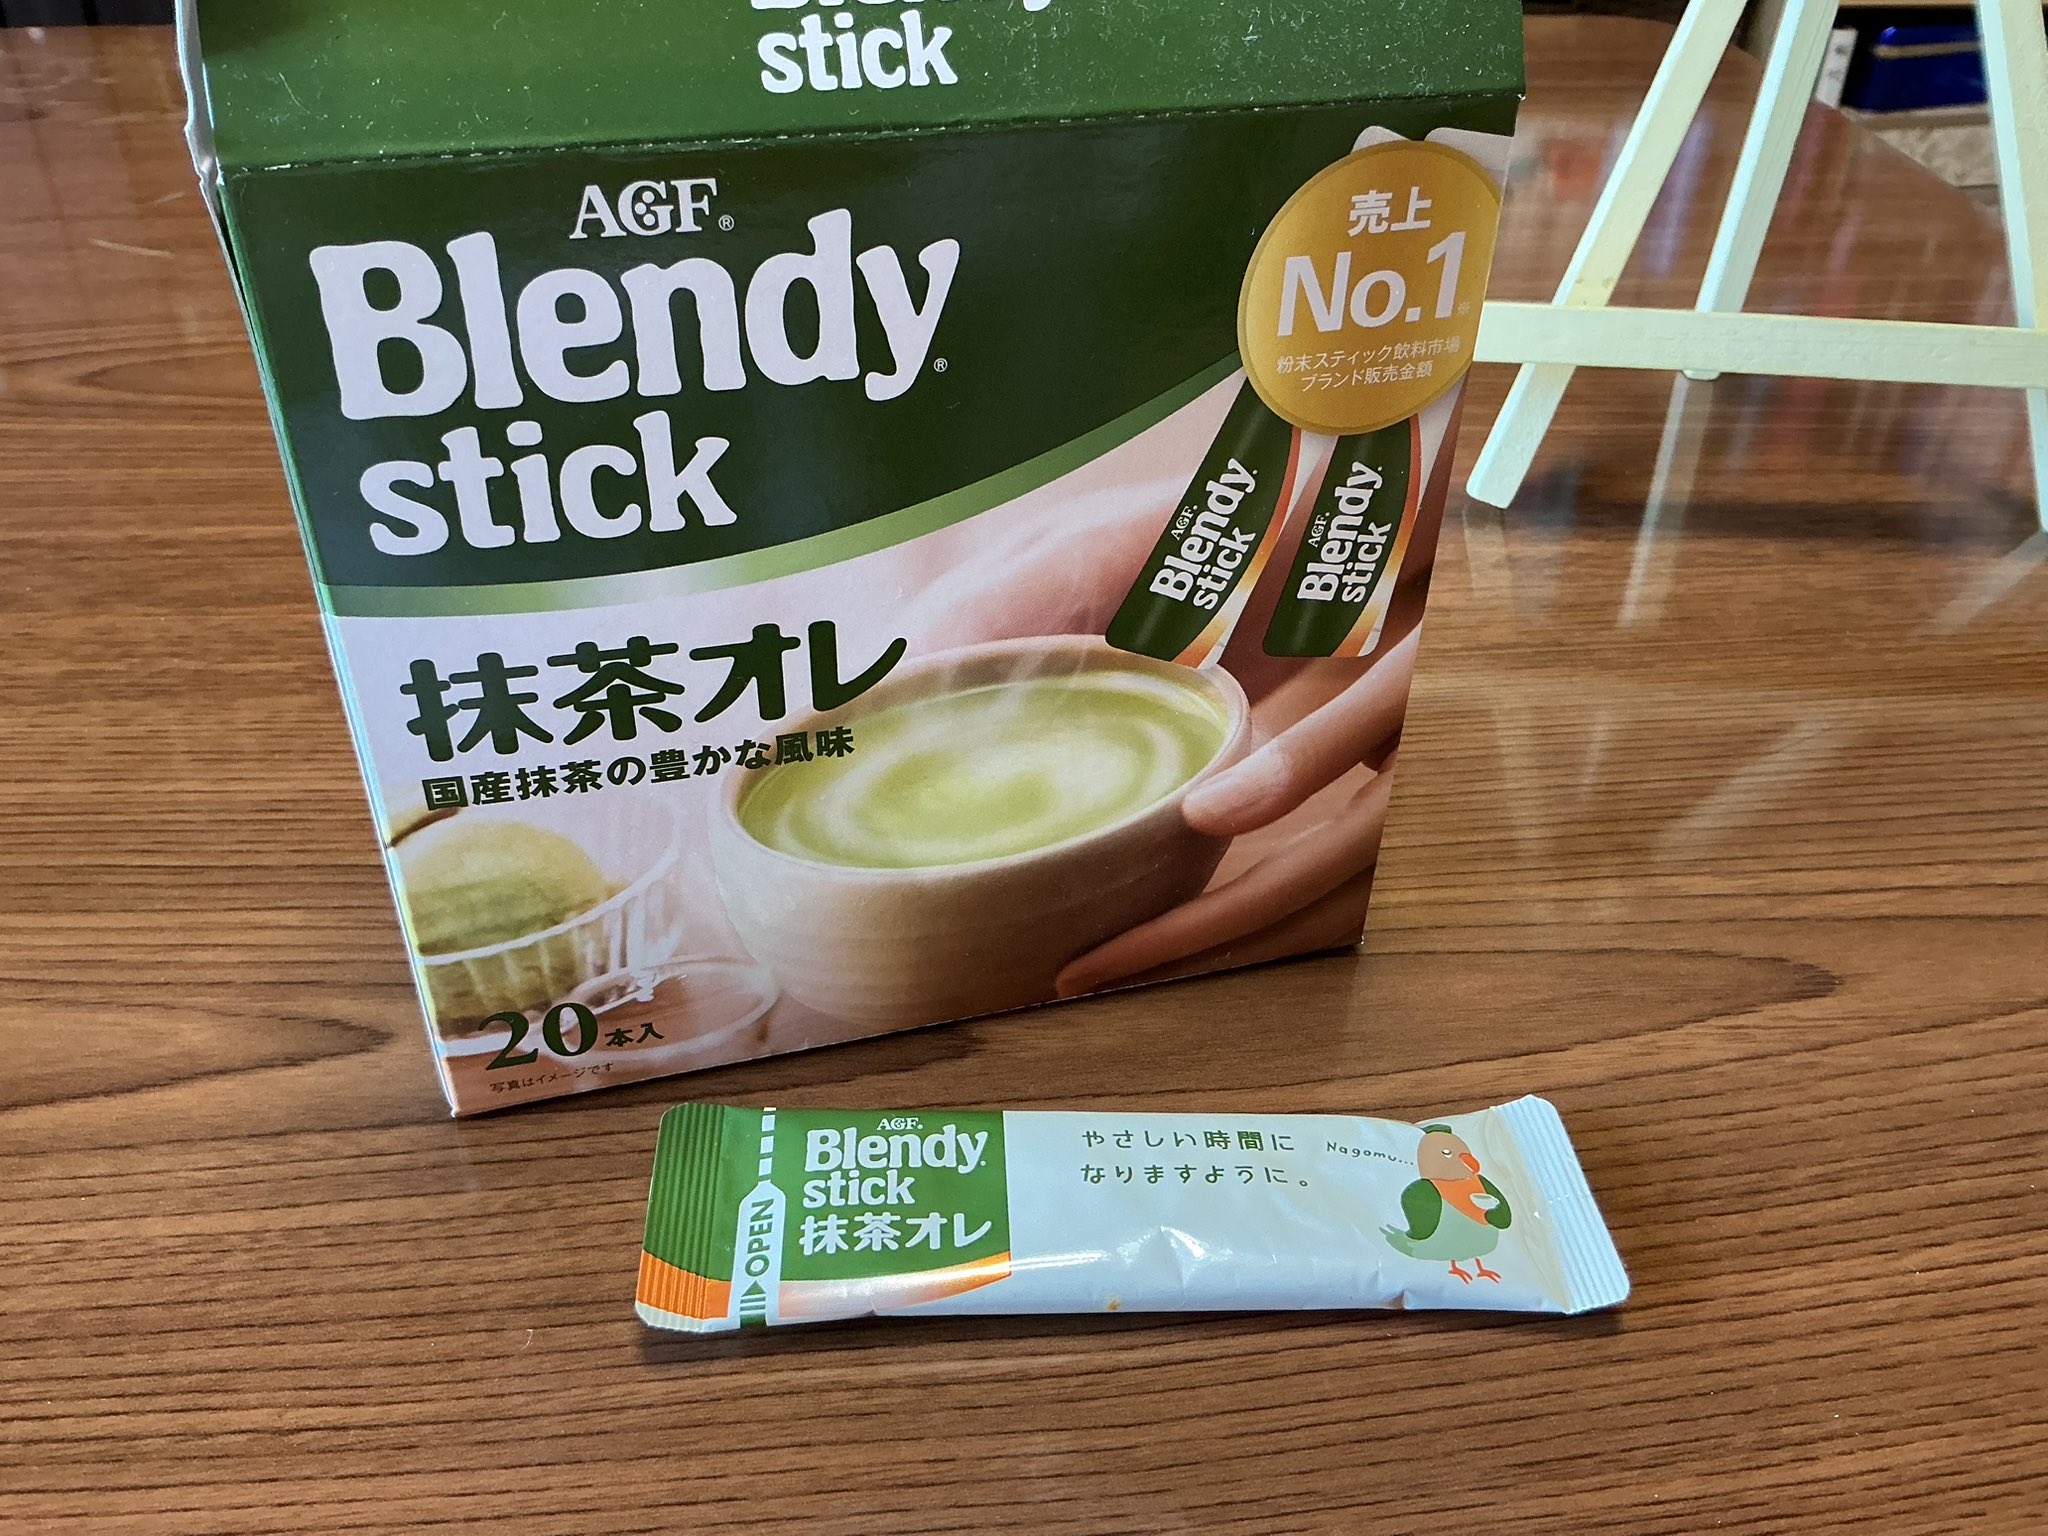 stick
AGF®
Blendy®
stick
売上
No.1※
粉末スティック飲料市場
ブランド販売金額
AGF®
Blendy®
stick
AGF®
Blendy®
stick
抹茶オレ
国産抹茶の豊かな風味
20本入
写真はイメージです
OPEN
AGF®
Blendy®
stick
抹茶オレ
やさしい時間に
なりますように。
Nagomu...